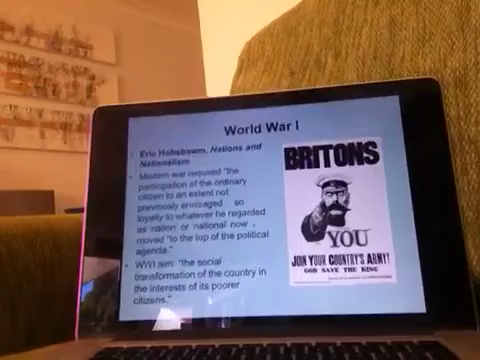 World War I
• Eric Hobsbawm, Nations and
Nationalism
• Modern war required "the
participation of the ordinary
citizen to an extent not
previously envisaged so
loyalty to whatever he regarded
as 'nation' or 'national' now
moved "to the top of the political
agenda."
• WWI aim: "the social
transformation of the country in
the interests of its poorer
citizens."
BRITONS
YOU
JOIN YOUR COUNTRY'S ARMY!
GOD SAVE THE KING